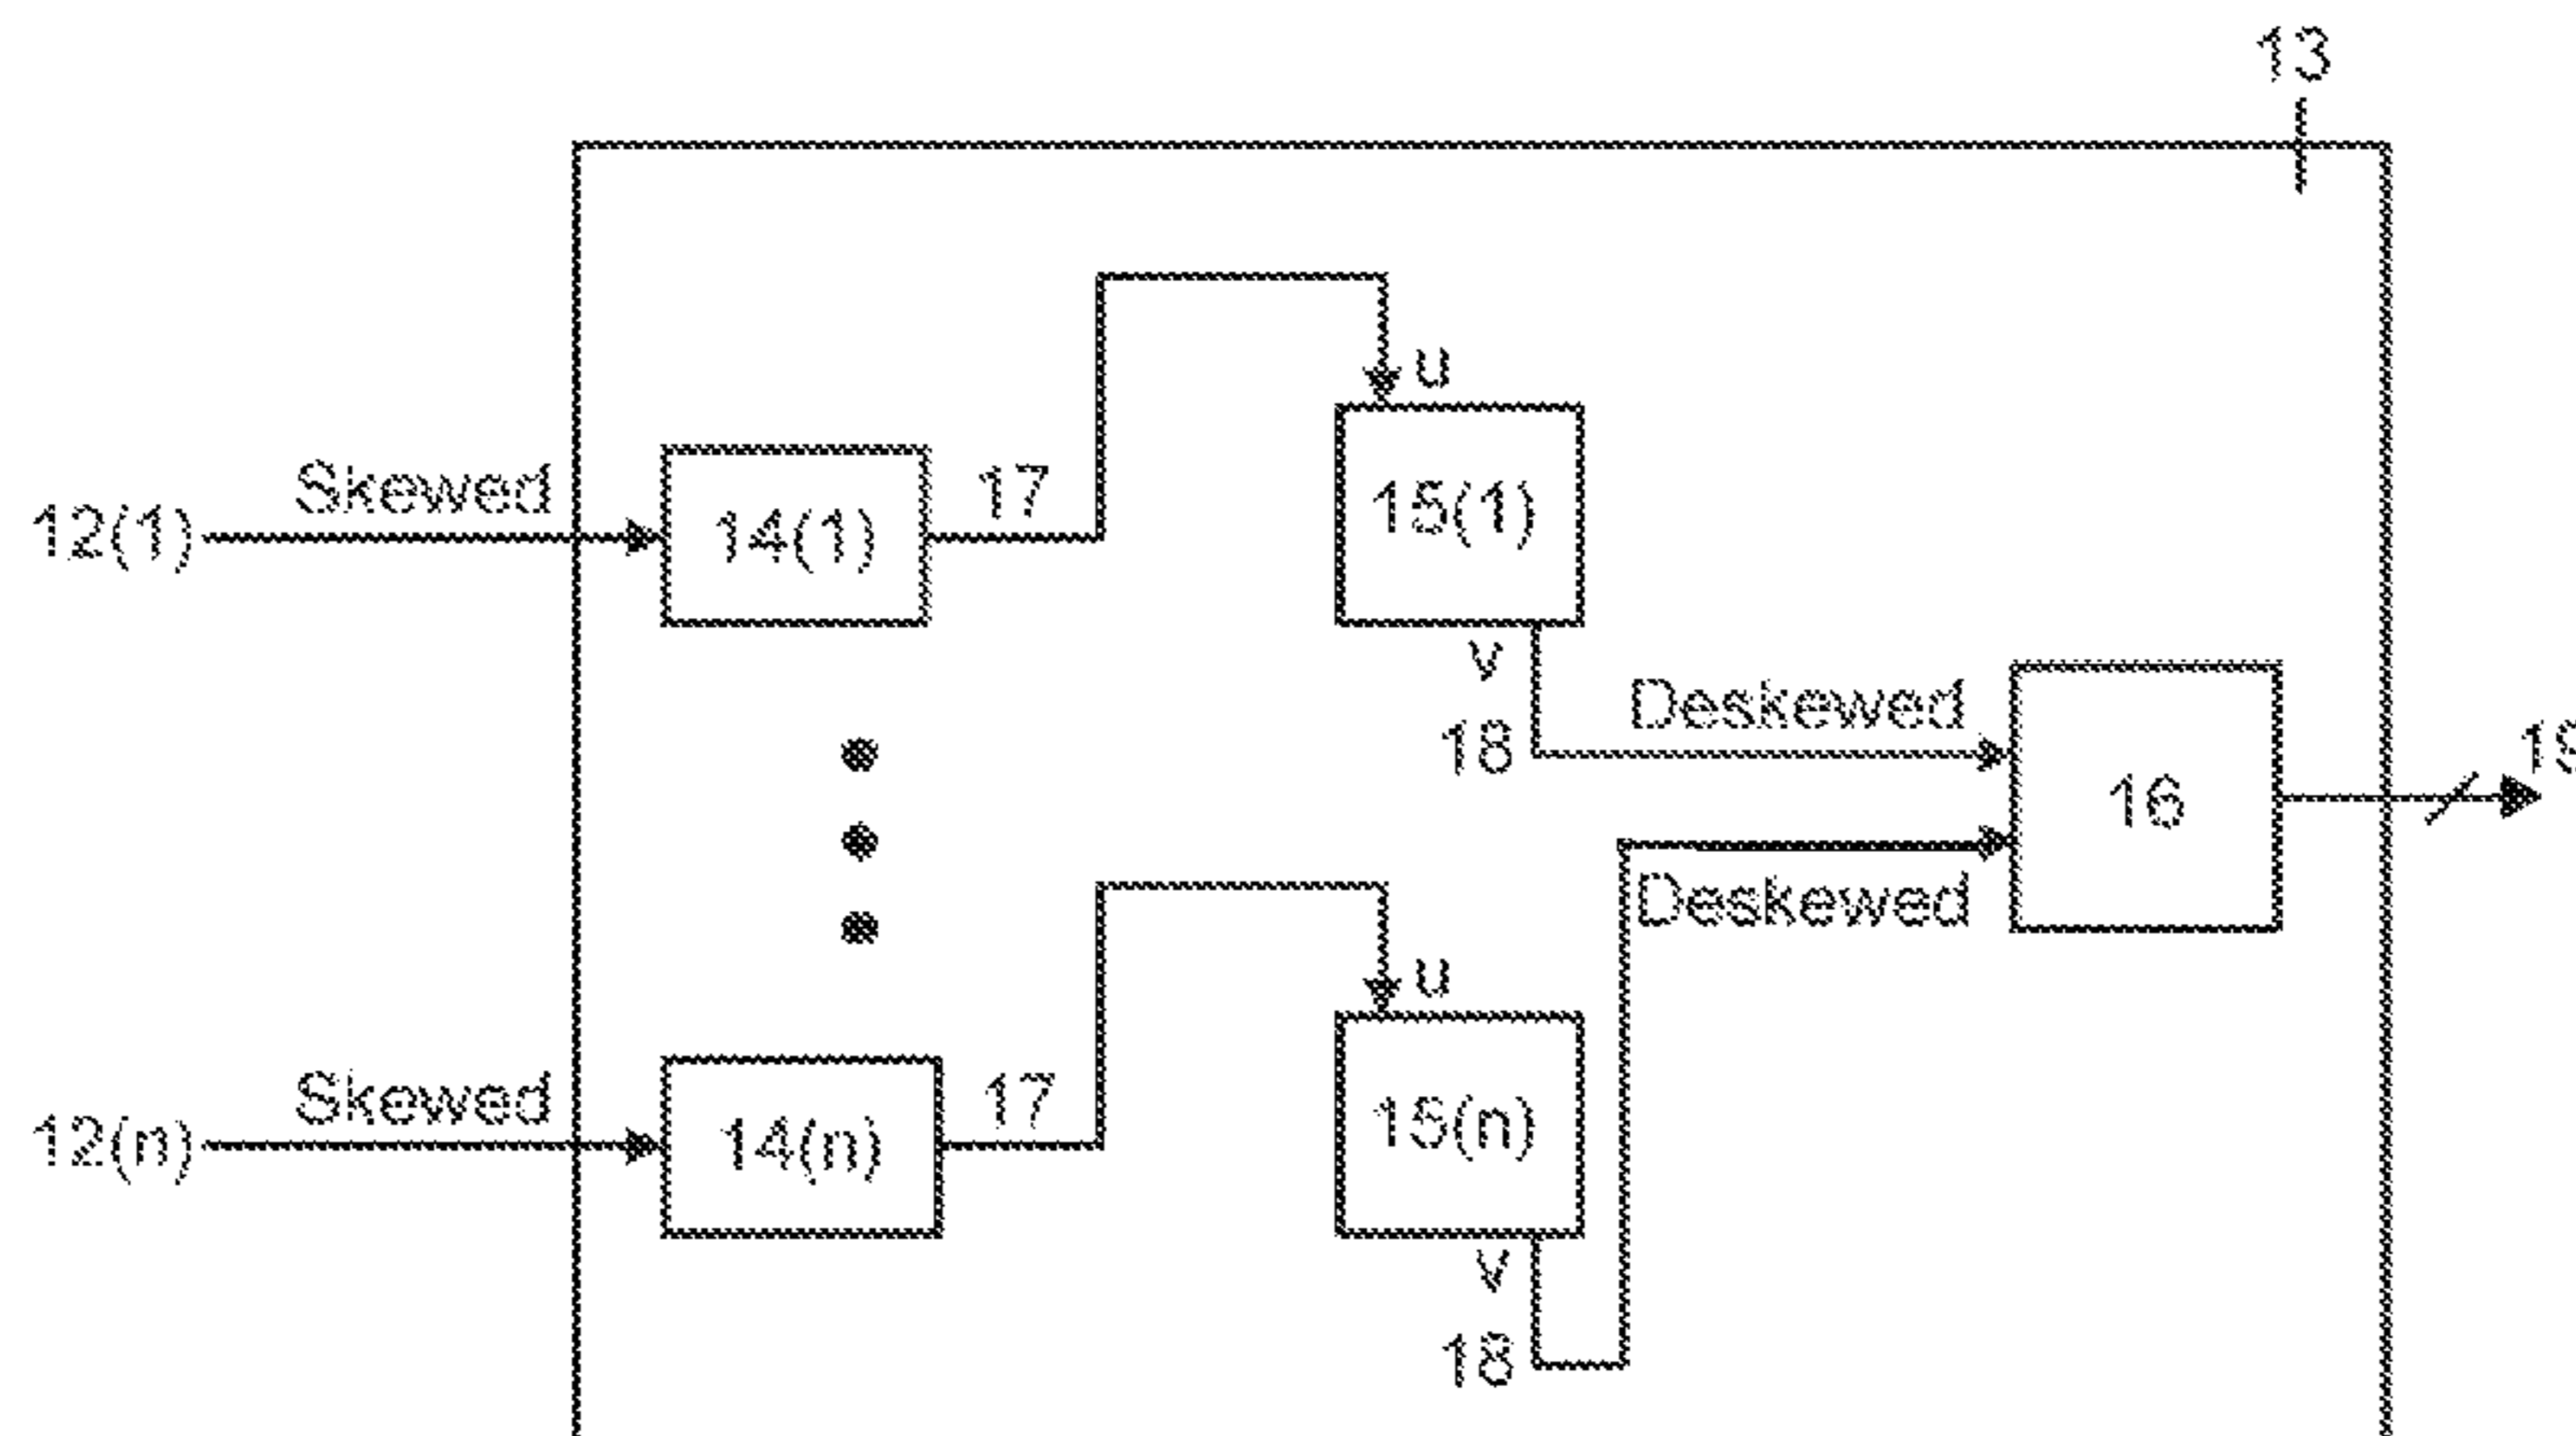 13
u
Skewed
12(1)
14(1)
17
15(1)
v
18
Deskewed
16
Deskewed
u
Skewed
12(n)
14(n)
17
15(n)
v
18